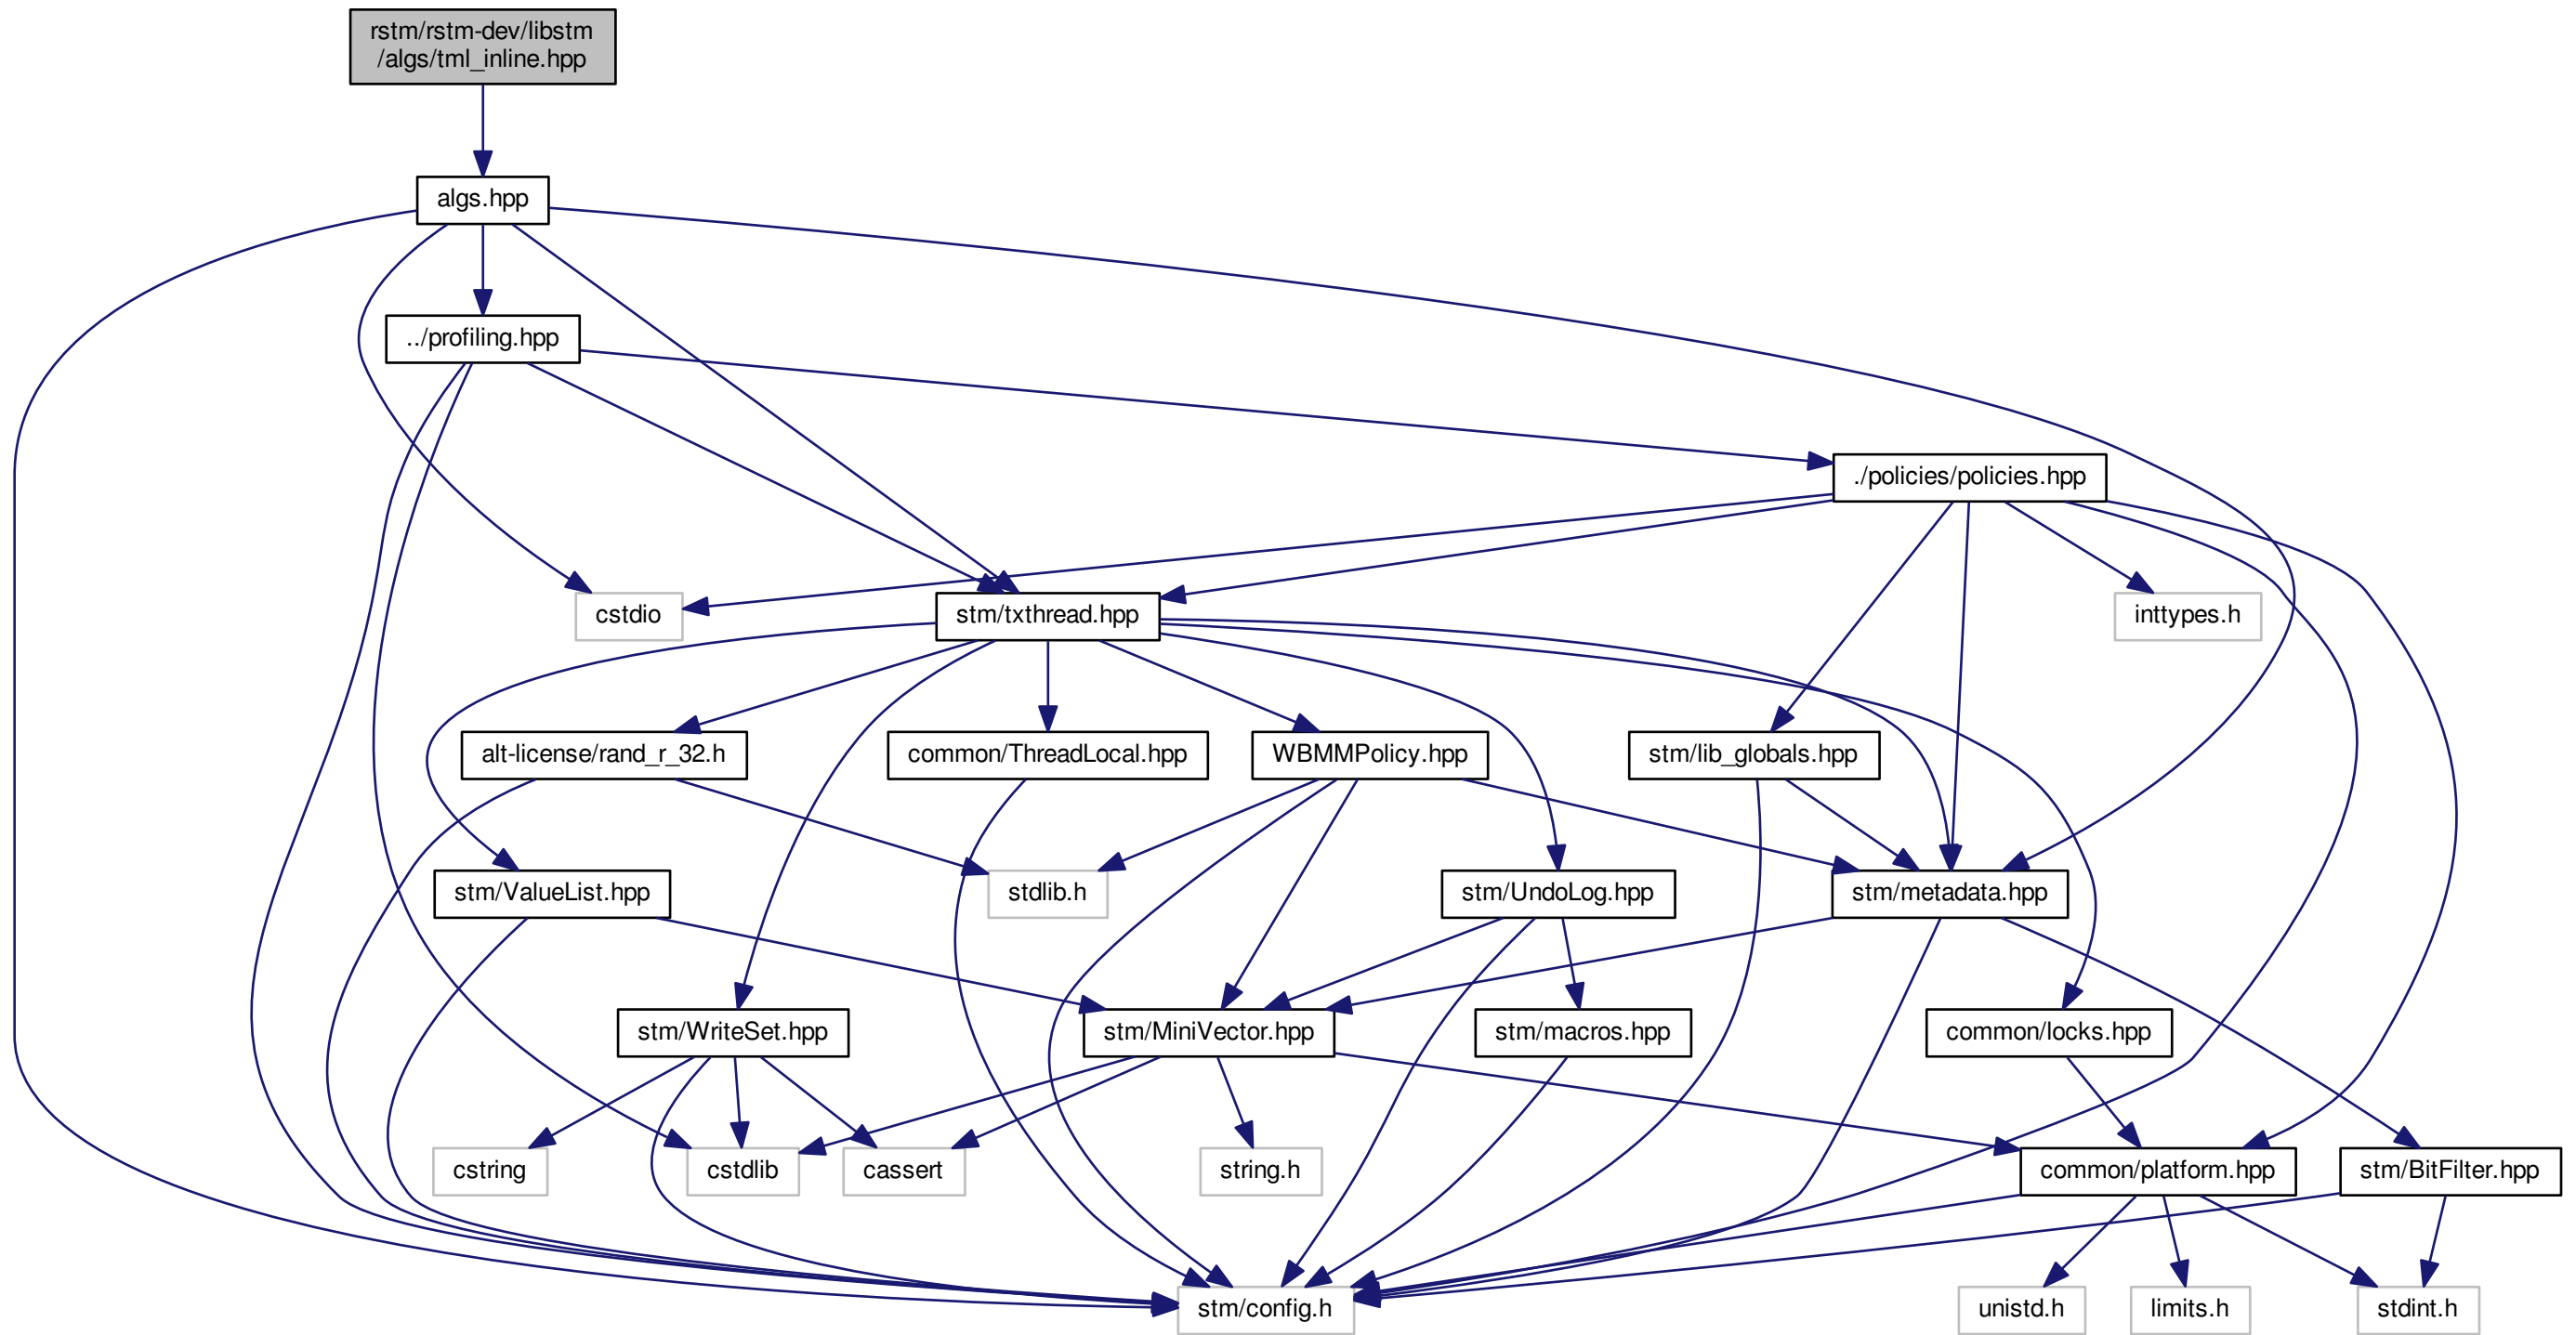 rstm/rstm-dev/libstm
/algs/tml_inline.hpp
algs.hpp
../profiling.hpp
./policies/policies.hpp
cstdio
stm/txthread.hpp
inttypes.h
alt-license/rand_r_32.h
common/ThreadLocal.hpp
WBMMPolicy.hpp
stm/lib_globals.hpp
stm/ValueList.hpp
stdlib.h
stm/UndoLog.hpp
stm/metadata.hpp
stm/WriteSet.hpp
stm/MiniVector.hpp
stm/macros.hpp
common/locks.hpp
cstring
cstdlib
cassert
string.h
common/platform.hpp
stm/BitFilter.hpp
stm/config.h
unistd.h
limits.h
stdint.h